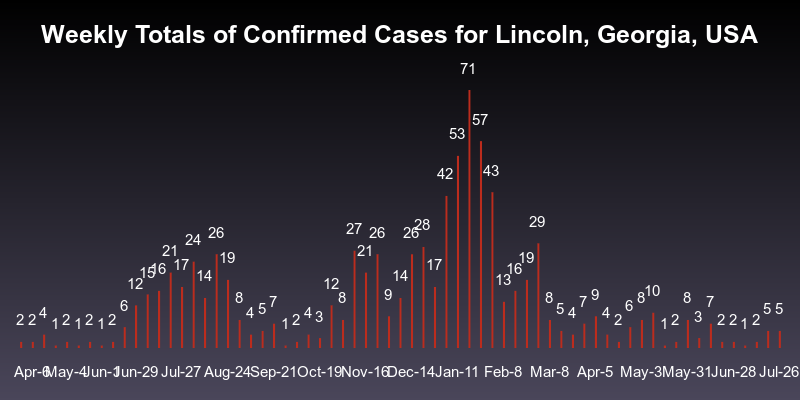 Weekly Totals of Confirmed Cases for Lincoln, Georgia, USA
2 2 4 1 2 1 2 1 2 6 12 15 16 21 17 24 14 26 19 8 4 5 7 1 2 4 3 12 8 27 21 26 9 14 26 28 17 42 53 71 57 43 13 16 19 29 8 5 4 7 9 4 2 6 8 10 1 2 8 3 7 2 2 1 2 5 5
Apr-6 May-4 Jun-1 Jun-29 Jul-27 Aug-24 Sep-21 Oct-19 Nov-16 Dec-14 Jan-11 Feb-8 Mar-8 Apr-5 May-3 May-31 Jun-28 Jul-26